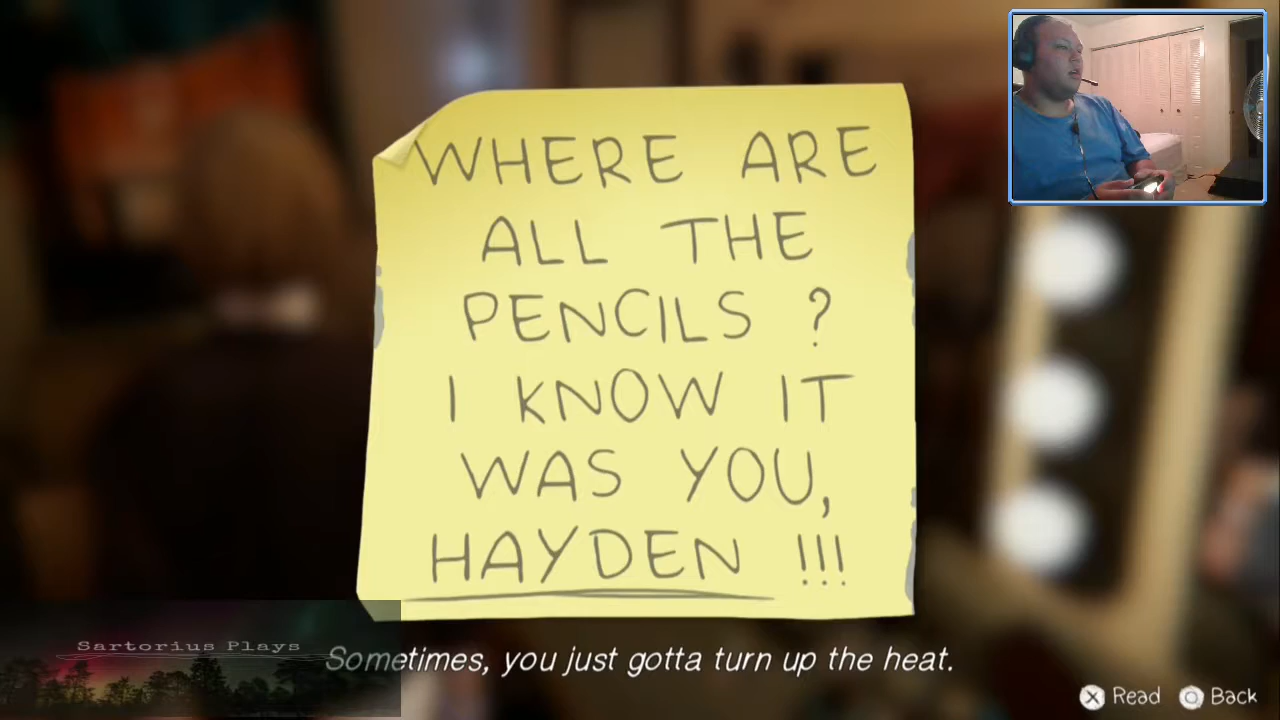 WHERE ARE
ALL THE
PENCILS ?
I KNOW IT
WAS YOU,
HAYDEN !!!
Sartorius Plays
Sometimes, you just gotta turn up the heat.
Read
Back